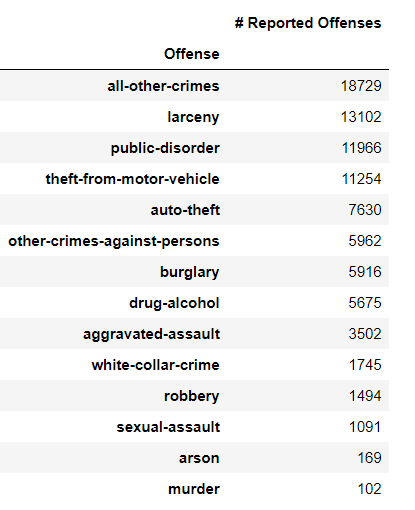 # Reported Offenses
Offense
all-other-crimes 18729
larceny 13102
public-disorder 11966
theft-from-motor-vehicle 11254
auto-theft 7630
other-crimes-against-persons 5962
burglary 5916
drug-alcohol 5675
aggravated-assault 3502
white-collar-crime 1745
robbery 1494
sexual-assault 1091
arson 169
murder 102